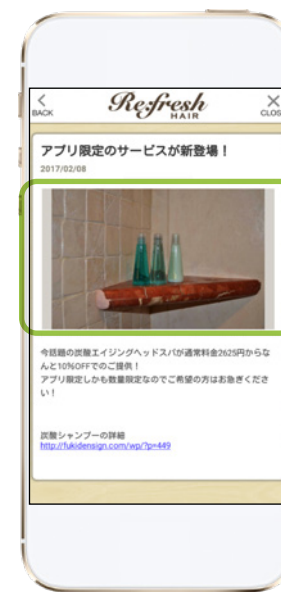 BACK
Re:fresh
HAIR
CLOSE
アプリ限定のサービスが新登場！
2017/02/08
今話題の炭酸エイジングヘッドスパが通常料金2625円からな
んと10%OFFでのご提供！
アプリ限定しかも数量限定なのでご希望の方はお急ぎくださ
い！
炭酸シャンプーの詳細
http://fukidensign.com/wp/?p=449